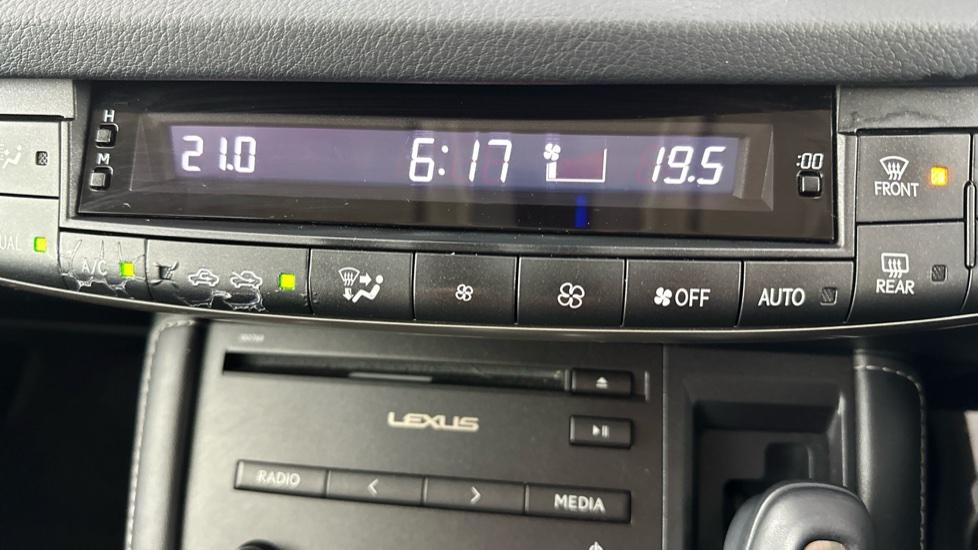 H
M
21.0 6:17 19.5
:00
FRONT
A/C
OFF
AUTO
REAR
LEXUS
RADIO < > MEDIA